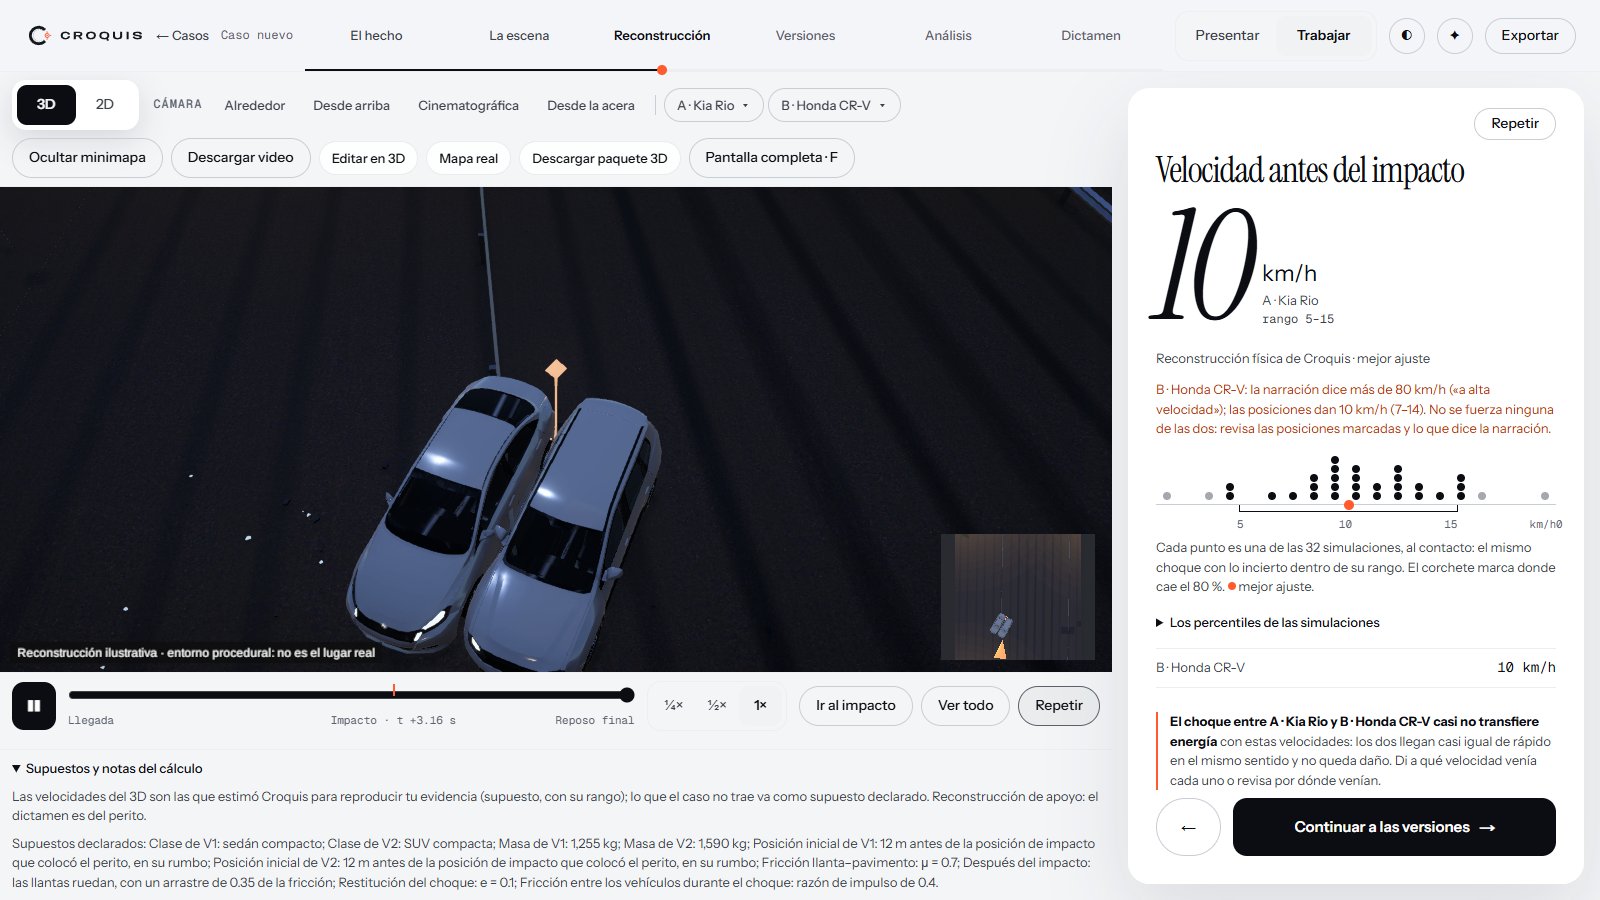 CROQUIS
← Casos
Caso nuevo
El hecho
La escena
Reconstrucción
Versiones
Análisis
Dictamen
Presentar
Trabajar
Exportar
3D
2D
CÁMARA
Alrededor
Desde arriba
Cinematográfica
Desde la acera
A · Kia Rio
B · Honda CR-V
Ocultar minimapa
Descargar video
Editar en 3D
Mapa real
Descargar paquete 3D
Pantalla completa · F
Reconstrucción ilustrativa - entorno procedural: no es el lugar real
Llegada
Impacto · t +3.16 s
Reposo final
¼×
½×
1×
Ir al impacto
Ver todo
Repetir
▼ Supuestos y notas del cálculo
Las velocidades del 3D son las que estimó Croquis para reproducir tu evidencia (supuesto, con su rango); lo que el caso no trae va como supuesto declarado. Reconstrucción de apoyo: el
dictamen es del perito.
Supuestos declarados: Clase de V1: sedán compacto; Clase de V2: SUV compacta; Masa de V1: 1,255 kg; Masa de V2: 1,590 kg; Posición inicial de V1: 12 m antes de la posición de impacto
que colocó el perito, en su rumbo; Posición inicial de V2: 12 m antes de la posición de impacto que colocó el perito, en su rumbo; Fricción llanta–pavimento: μ = 0.7; Después del impacto:
las llantas ruedan, con un arrastre de 0.35 de la fricción; Restitución del choque: e = 0.1; Fricción entre los vehículos durante el choque: razón de impulso de 0.4.
Repetir
Velocidad antes del impacto
10
km/h
A · Kia Rio
rango 5–15
Reconstrucción física de Croquis · mejor ajuste
B · Honda CR-V: la narración dice más de 80 km/h («a alta
velocidad»); las posiciones dan 10 km/h (7–14). No se fuerza ninguna
de las dos: revisa las posiciones marcadas y lo que dice la narración.
5
10
15
km/h
Cada punto es una de las 32 simulaciones, al contacto: el mismo
choque con lo incierto dentro de su rango. El corchete marca donde
cae el 80 %. mejor ajuste.
▶ Los percentiles de las simulaciones
B · Honda CR-V
10 km/h
El choque entre A · Kia Rio y B · Honda CR-V casi no transfiere
energía con estas velocidades: los dos llegan casi igual de rápido
en el mismo sentido y no queda daño. Di a qué velocidad venía
cada uno o revisa por dónde venían.
←
Continuar a las versiones →